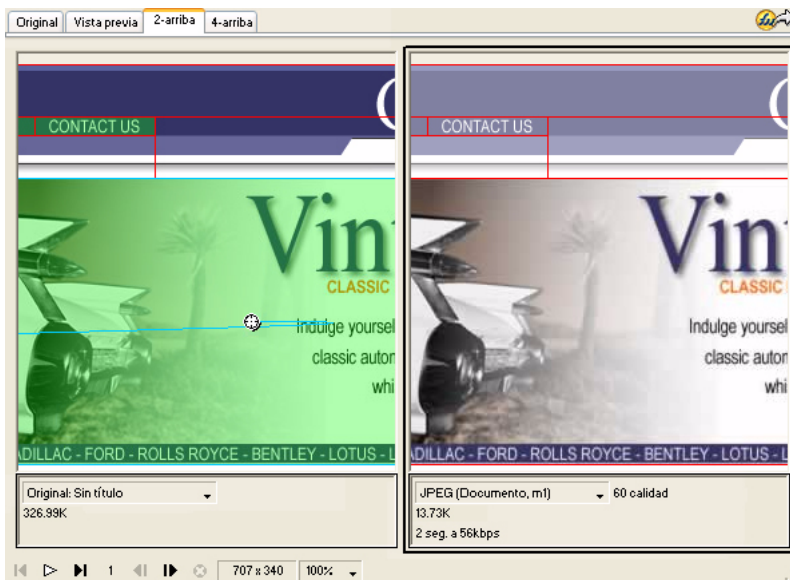 Original Vista previa 2-arriba 4-arriba
CONTACT US
Vin
CLASSIC
Indulge yoursel
classic autor
whi
ADILLAC - FORD - ROLLS ROYCE - BENTLEY - LOTUS - L
Original: Sin título
326.99K
CONTACT US
Vin
CLASSIC
Indulge yoursel
classic autor
whi
ADILLAC - FORD - ROLLS ROYCE - BENTLEY - LOTUS - L
JPEG (Documento, m1) 60 calidad
13.73K
2 seg. a 56kbps
1 707 x 340 100%